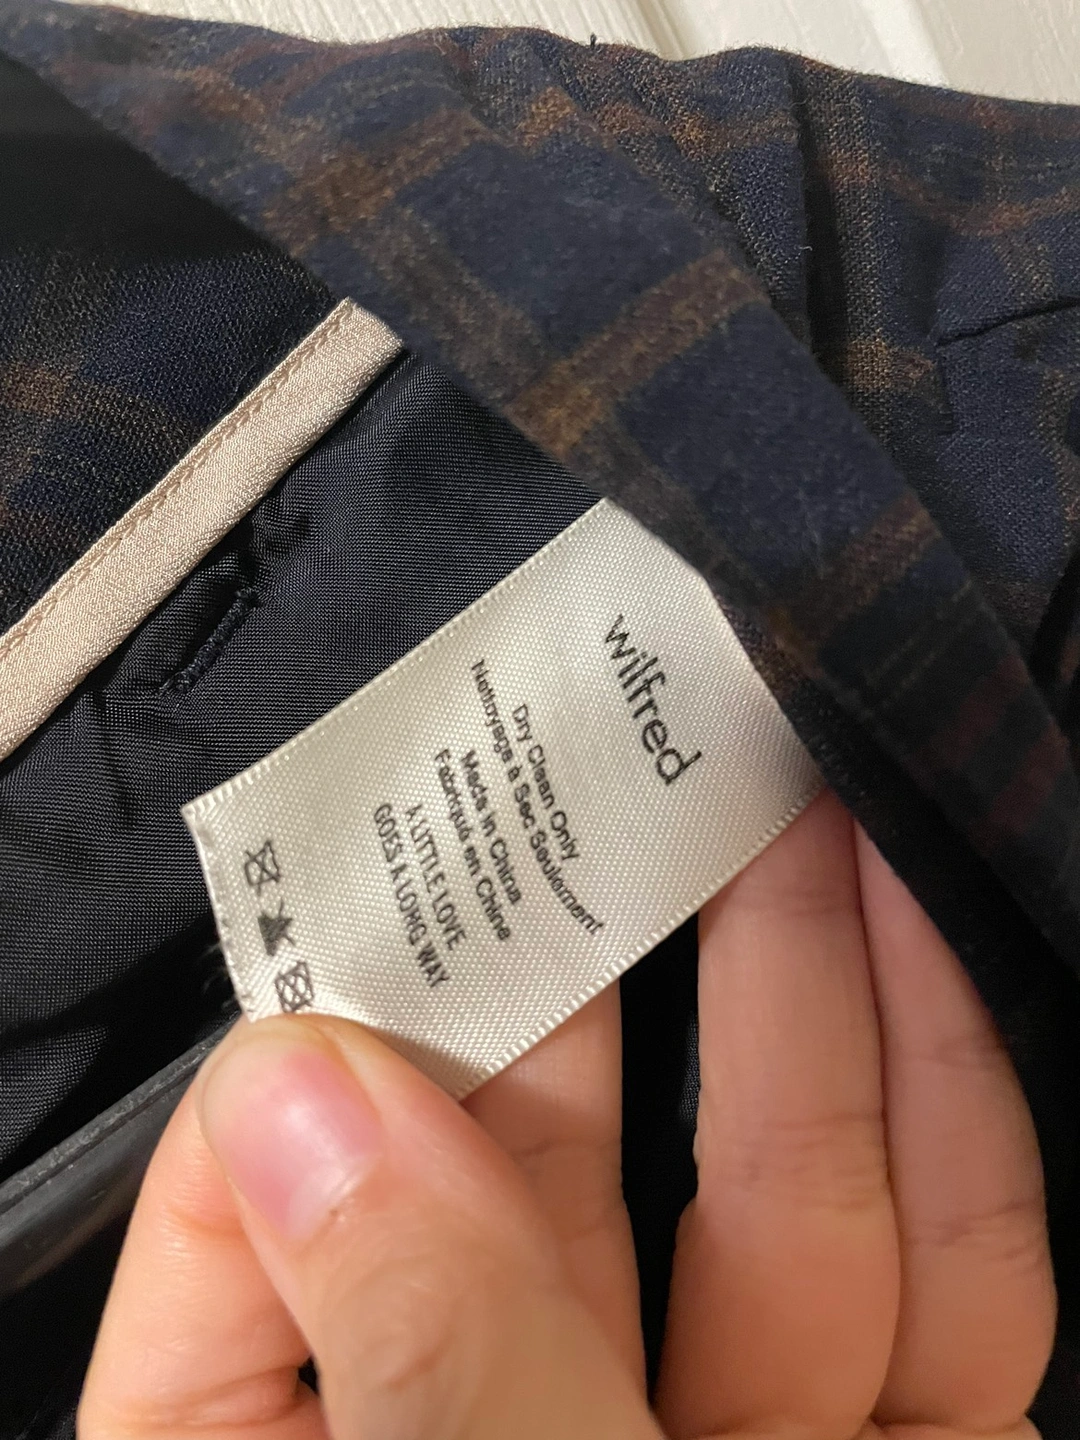 wilfred
Dry Clean Only
Nettoyage à Sec Seulement
Made in China
Fabriqué en Chine
A LITTLE LOVE
GOES A LONG WAY